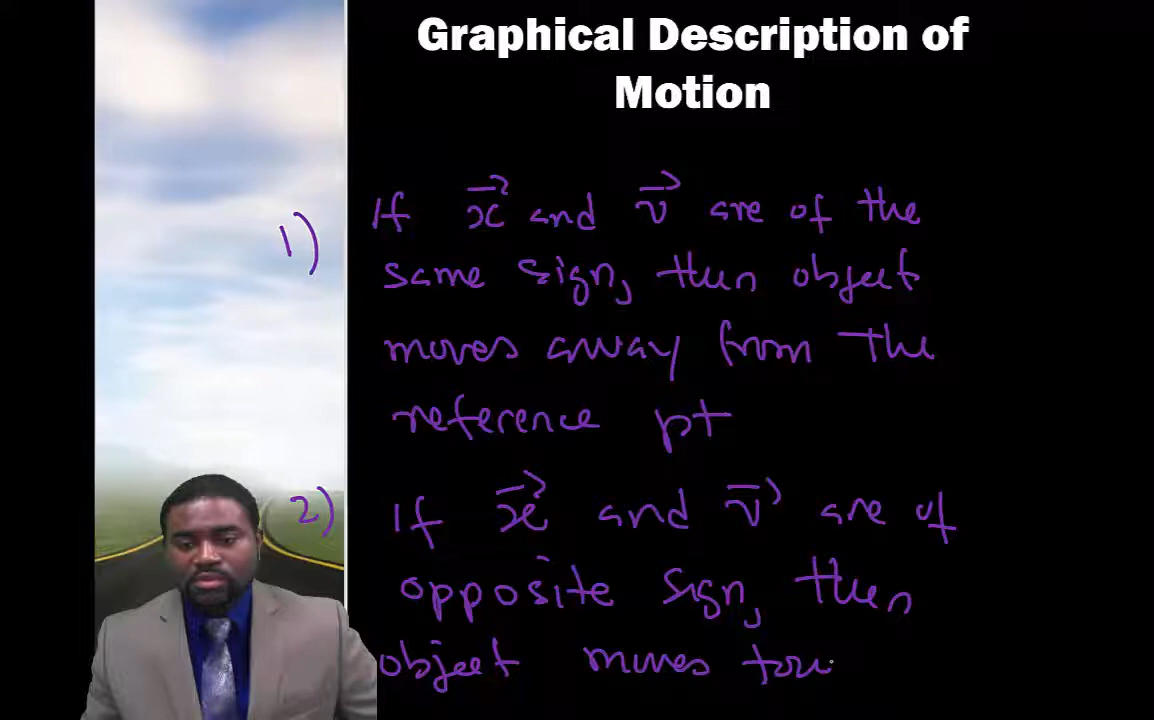 Graphical Description of
Motion
1) If x⃗ and v⃗ are of the
same sign, then object
moves away from the
reference pt
2) If x⃗ and v⃗ are of
opposite sign, then
object moves tow